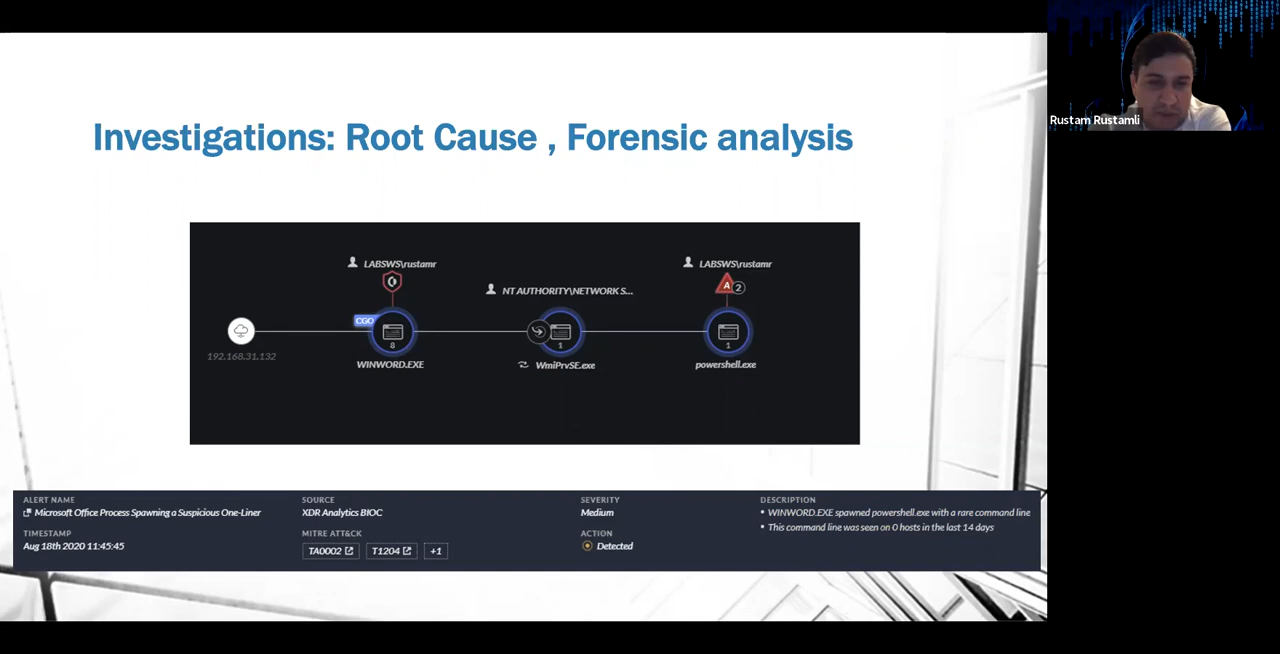 Rustam Rustamli
Investigations: Root Cause , Forensic analysis
LABSWS\rustamr
LABSWS\rustamr
NT AUTHORITY\NETWORK S...
A
2
CGO
8
1
1
192.168.31.132
WINWORD.EXE
WmiPrvSE.exe
powershell.exe
ALERT NAME
Microsoft Office Process Spawning a Suspicious One-Liner
TIMESTAMP
Aug 18th 2020 11:45:45
SOURCE
XDR Analytics BIOC
MITRE ATT&CK
TA0002 T1204 +1
SEVERITY
Medium
ACTION
Detected
DESCRIPTION
• WINWORD.EXE spawned powershell.exe with a rare command line
• This command line was seen on 0 hosts in the last 14 days